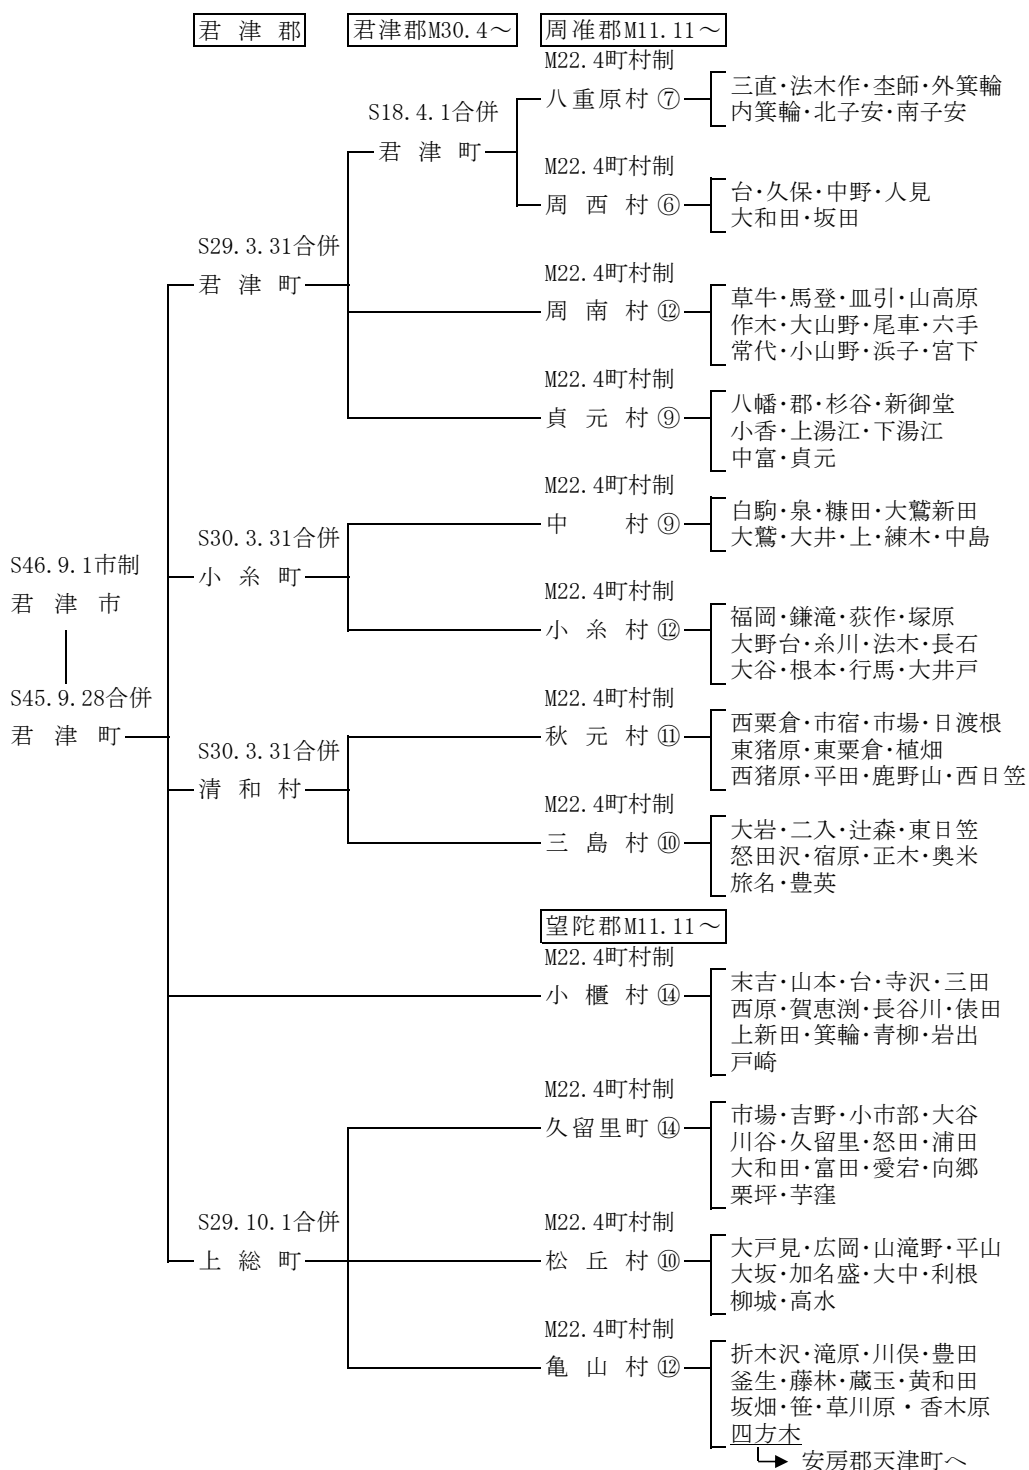 君津郡
君津郡M30.4～
周准郡M11.11～
M22.4町村制
八重原村⑦
三直・法木作・杢師・外箕輪
内箕輪・北子安・南子安
S18.4.1合併
君津町
M22.4町村制
周西村⑥
台・久保・中野・人見
大和田・坂田
S29.3.31合併
君津町
M22.4町村制
周南村⑫
草牛・馬登・皿引・山高原
作木・大山野・尾車・六手
常代・小山野・浜子・宮下
M22.4町村制
貞元村⑨
八幡・郡・杉谷・新御堂
小香・上湯江・下湯江
中富・貞元
M22.4町村制
中村⑨
白駒・泉・糠田・大鷲新田
大鷲・大井・上・練木・中島
S30.3.31合併
小糸町
S46.9.1市制
君津市
M22.4町村制
小糸村⑫
福岡・鎌滝・荻作・塚原
大野台・糸川・法木・長石
大谷・根本・行馬・大井戸
S45.9.28合併
君津町
M22.4町村制
秋元村⑪
西粟倉・市宿・市場・日渡根
東猪原・東粟倉・植畑
西猪原・平田・鹿野山・西日笠
S30.3.31合併
清和村
M22.4町村制
三島村⑩
大岩・二入・辻森・東日笠
怒田沢・宿原・正木・奥米
旅名・豊英
望陀郡M11.11～
M22.4町村制
小櫃村⑭
末吉・山本・台・寺沢・三田
西原・賀恵渕・長谷川・俵田
上新田・箕輪・青柳・岩出
戸崎
M22.4町村制
久留里町⑭
市場・吉野・小市部・大谷
川谷・久留里・怒田・浦田
大和田・富田・愛宕・向郷
栗坪・芋窪
S29.10.1合併
上総町
M22.4町村制
松丘村⑩
大戸見・広岡・山滝野・平山
大坂・加名盛・大中・利根
柳城・高水
M22.4町村制
亀山村⑫
折木沢・滝原・川俣・豊田
釜生・藤林・蔵玉・黄和田
坂畑・笹・草川原・香木原
四方木
安房郡天津町へ